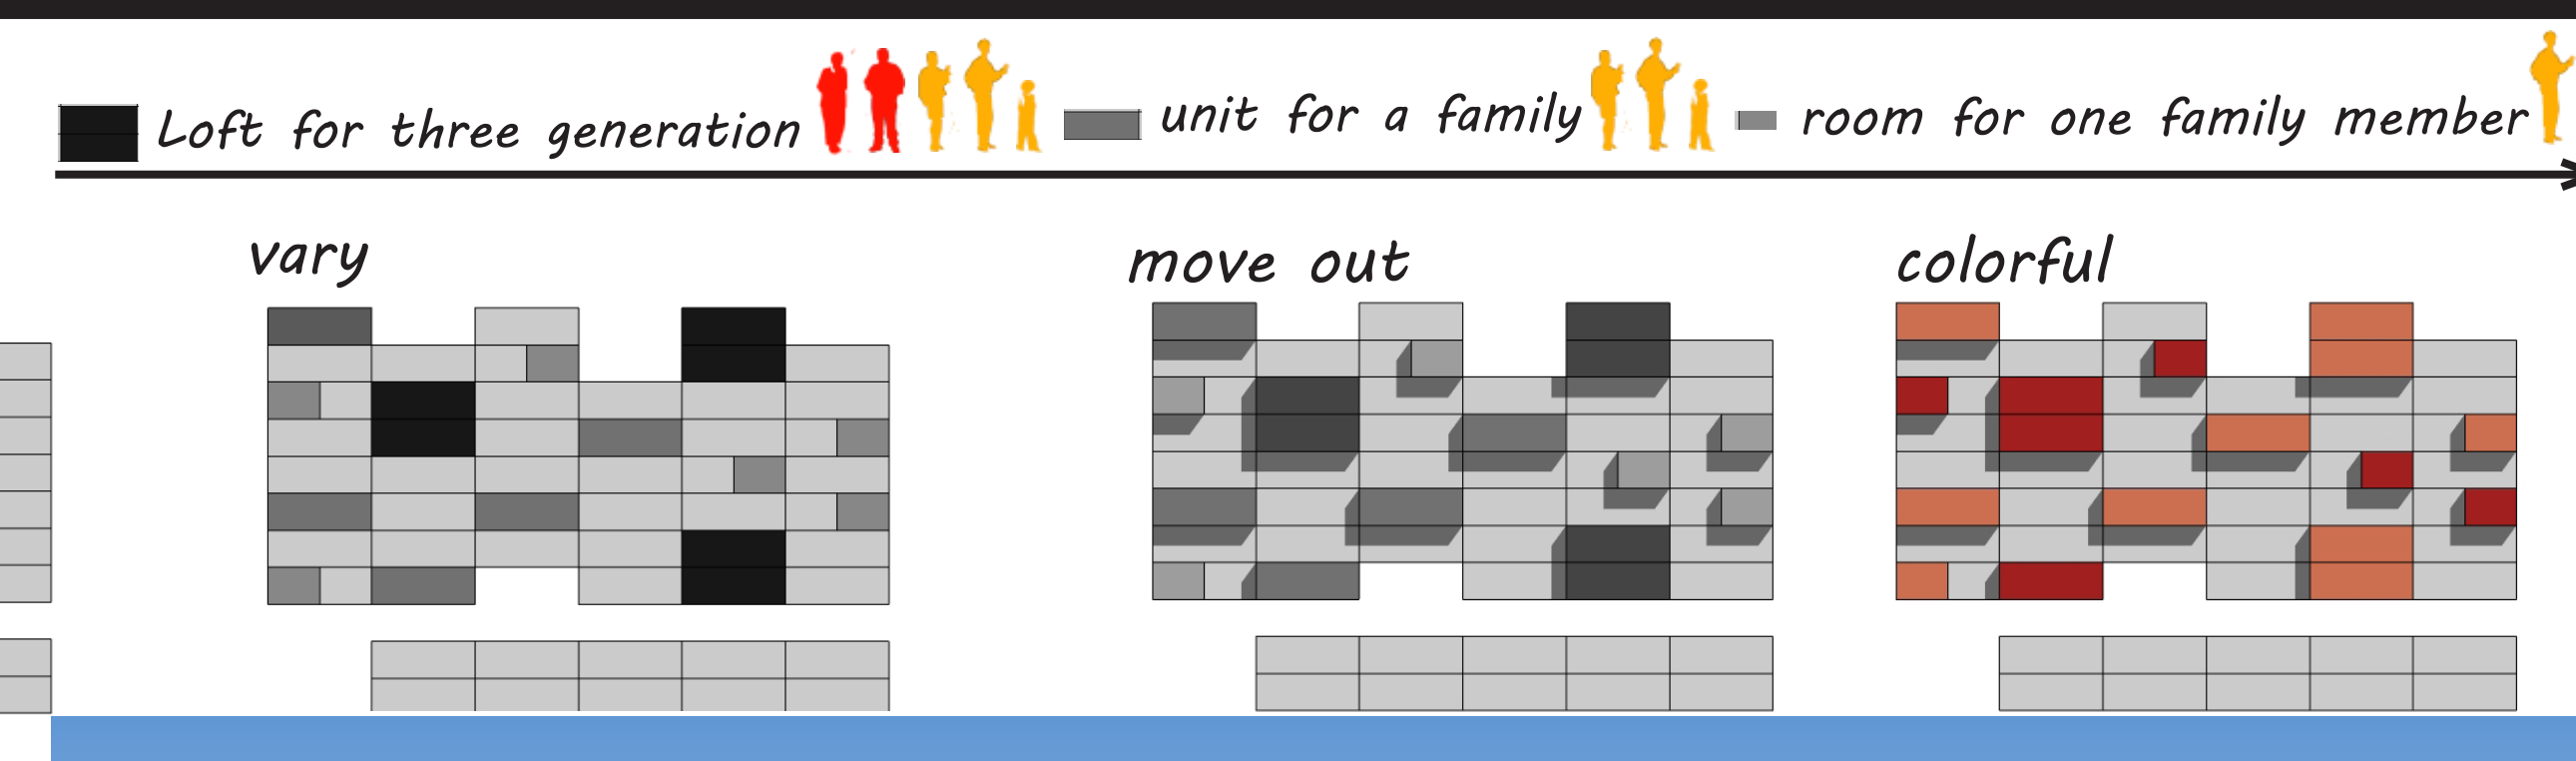 Loft for three generation
unit for a family
room for one family member
vary
move out
colorful